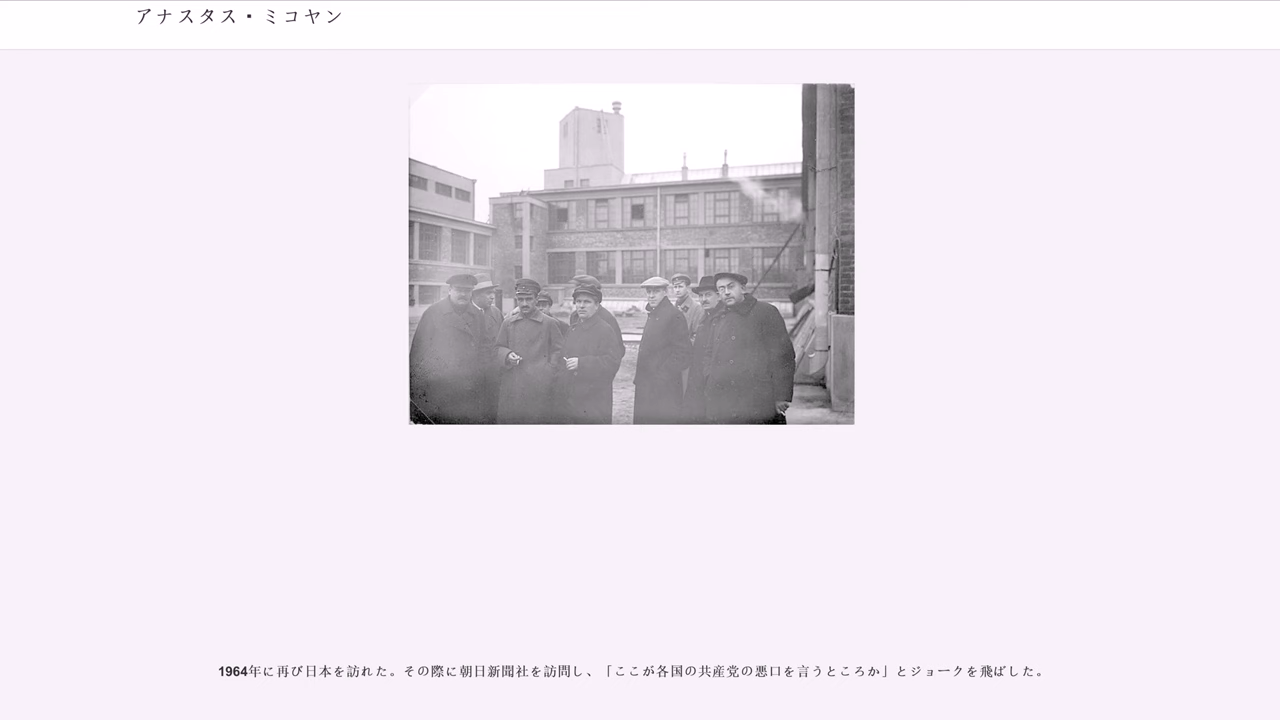 アナスタス・ミコヤン
1964年に再び日本を訪れた。その際に朝日新聞社を訪問し、「ここが各国の共産党の悪口を言うところか」とジョークを飛ばした。